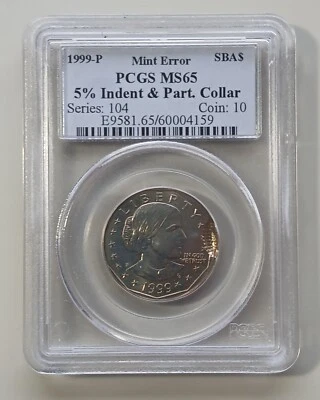 1999-P Mint Error SBA$
PCGS MS65
5% Indent & Part. Collar
Series: 104 Coin: 10
E9581.65/60004159
LIBERTY
IN GOD
WE TRUST
1999
PCGS